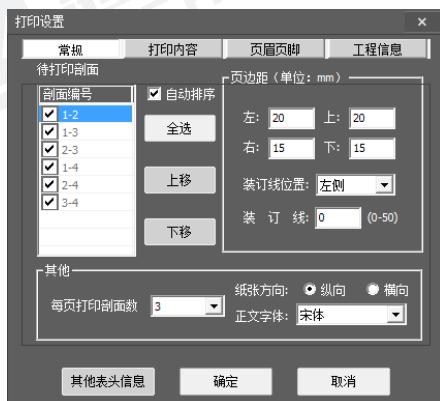 打印设置 ×
常规 打印内容 页眉页脚 工程信息
待打印剖面
剖面编号
1-2
1-3
2-3
1-4
2-4
3-4
自动排序
全选
上移
下移
页边距（单位：mm）
左: 20 上: 20
右: 15 下: 15
装订线位置: 左侧
装 订 线: 0 (0-50)
其他
每页打印剖面数 3
纸张方向: 纵向 横向
正文字体: 宋体
其他表头信息 确定 取消